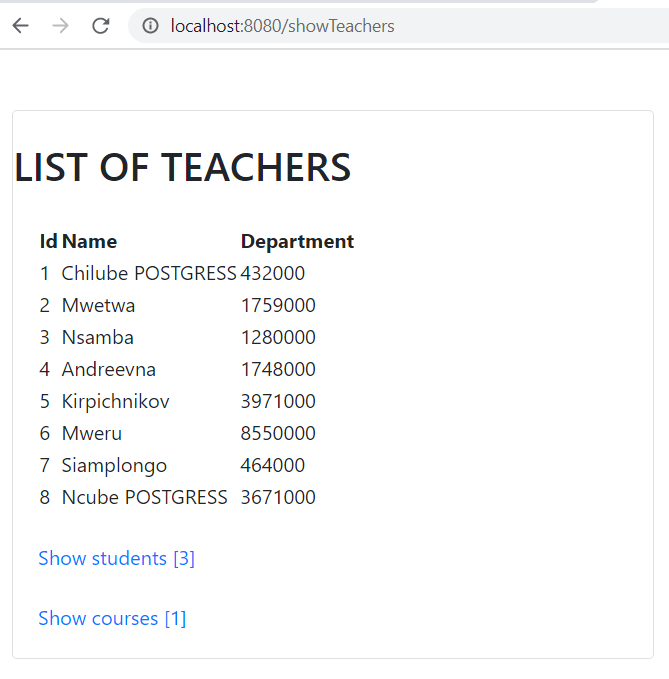 localhost:8080/showTeachers
LIST OF TEACHERS
Id Name Department
1 Chilube POSTGRESS 432000
2 Mwetwa 1759000
3 Nsamba 1280000
4 Andreevna 1748000
5 Kirpichnikov 3971000
6 Mweru 8550000
7 Siamplongo 464000
8 Ncube POSTGRESS 3671000
Show students [3]
Show courses [1]